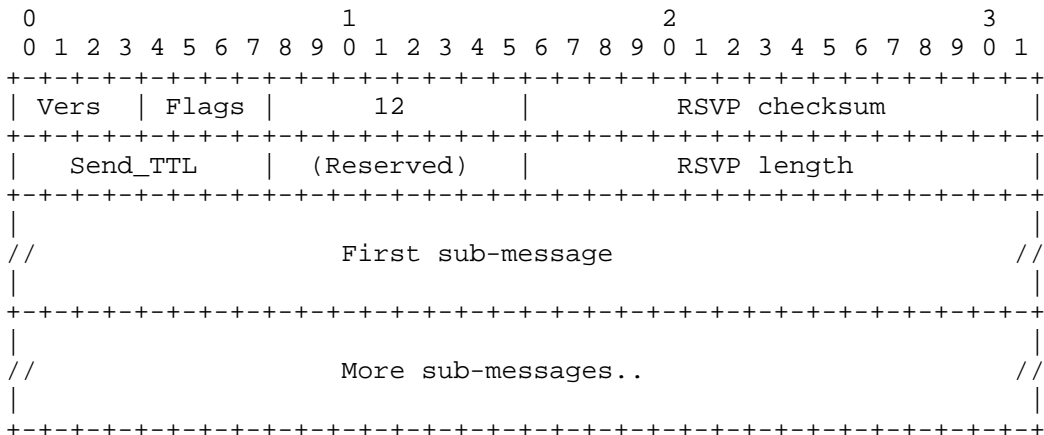 0                   1                   2                   3
 0 1 2 3 4 5 6 7 8 9 0 1 2 3 4 5 6 7 8 9 0 1 2 3 4 5 6 7 8 9 0 1
+-+-+-+-+-+-+-+-+-+-+-+-+-+-+-+-+-+-+-+-+-+-+-+-+-+-+-+-+-+-+-+-+
| Vers  | Flags |      12       |         RSVP checksum         |
+-+-+-+-+-+-+-+-+-+-+-+-+-+-+-+-+-+-+-+-+-+-+-+-+-+-+-+-+-+-+-+-+
|   Send_TTL    |  (Reserved)   |         RSVP length           |
+-+-+-+-+-+-+-+-+-+-+-+-+-+-+-+-+-+-+-+-+-+-+-+-+-+-+-+-+-+-+-+-+
|                                                               |
//                   First sub-message                         //
|                                                               |
+-+-+-+-+-+-+-+-+-+-+-+-+-+-+-+-+-+-+-+-+-+-+-+-+-+-+-+-+-+-+-+-+
|                                                               |
//                   More sub-messages..                       //
|                                                               |
+-+-+-+-+-+-+-+-+-+-+-+-+-+-+-+-+-+-+-+-+-+-+-+-+-+-+-+-+-+-+-+-+